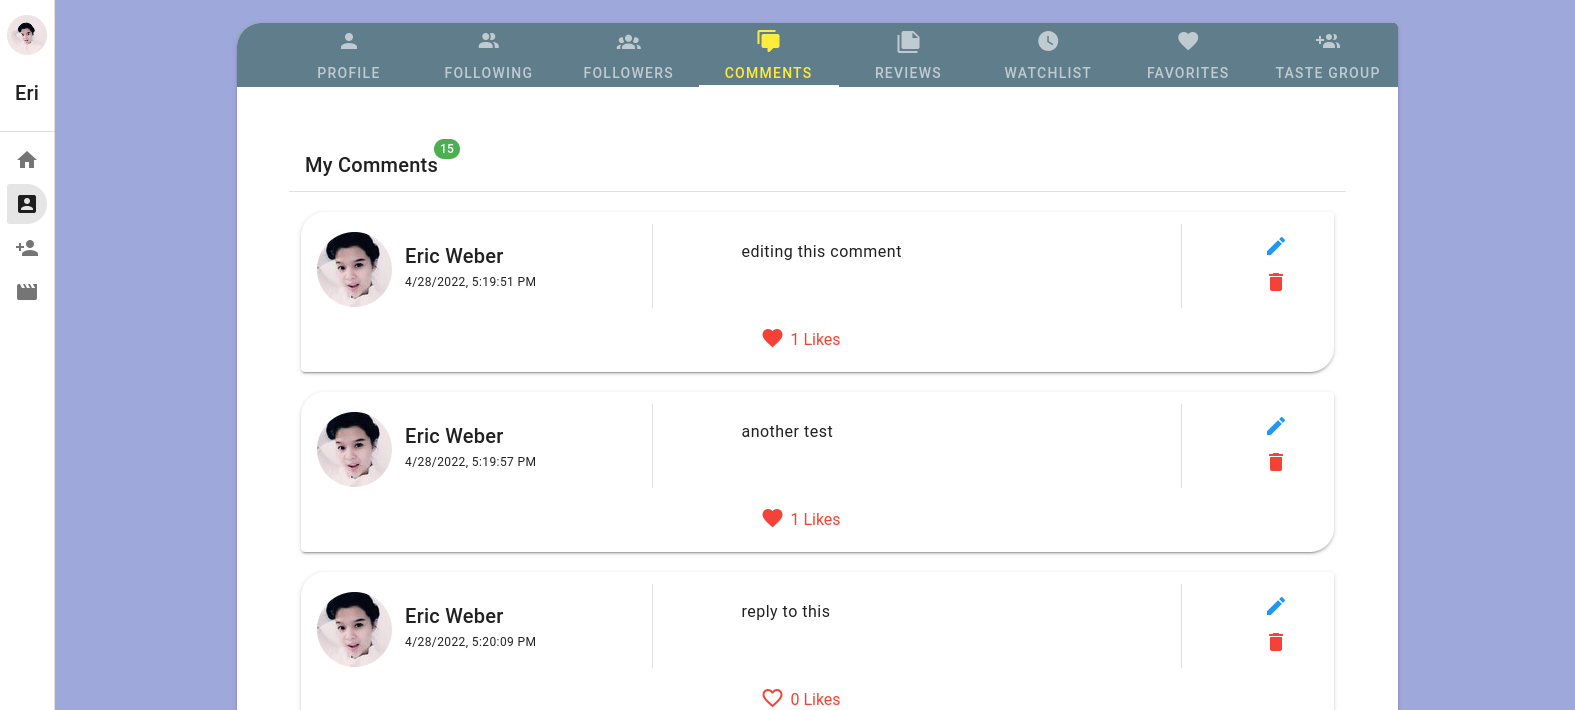 Eri
PROFILE
FOLLOWING
FOLLOWERS
COMMENTS
REVIEWS
WATCHLIST
FAVORITES
TASTE GROUP
My Comments 15
Eric Weber
4/28/2022, 5:19:51 PM
editing this comment
1 Likes
Eric Weber
4/28/2022, 5:19:57 PM
another test
1 Likes
Eric Weber
4/28/2022, 5:20:09 PM
reply to this
0 Likes